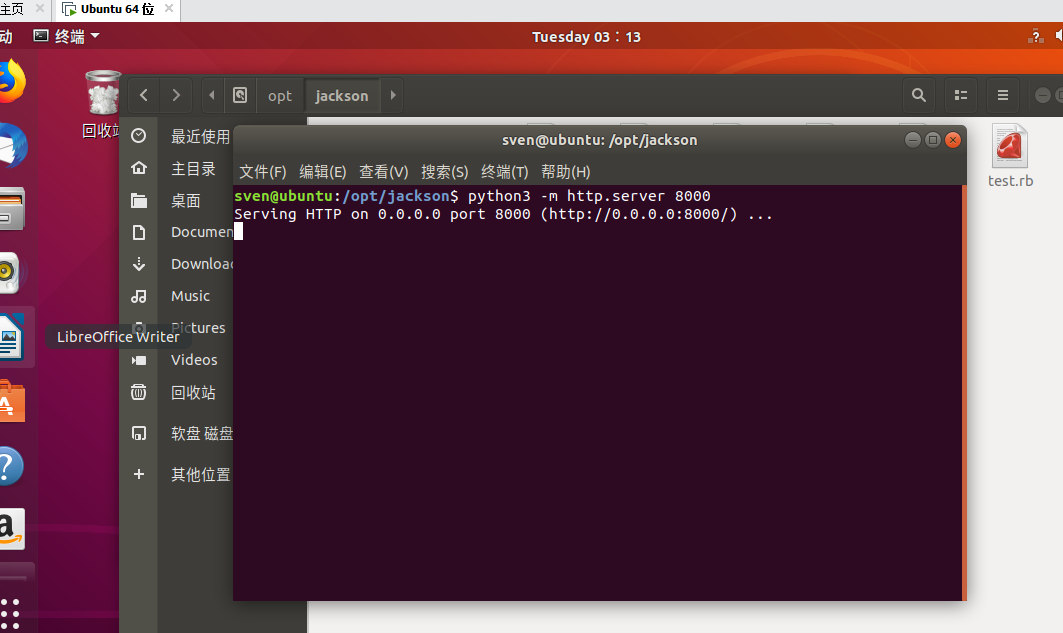 主页
Ubuntu 64 位
动
终端
Tuesday 03：13
回收站
opt
jackson
最近使用
主目录
桌面
Documen
Downloa
Music
Pictures
Videos
回收站
软盘 磁盘
其他位置
LibreOffice Writer
sven@ubuntu: /opt/jackson
文件(F) 编辑(E) 查看(V) 搜索(S) 终端(T) 帮助(H)
sven@ubuntu:/opt/jackson$ python3 -m http.server 8000
Serving HTTP on 0.0.0.0 port 8000 (http://0.0.0.0:8000/) ...
test.rb